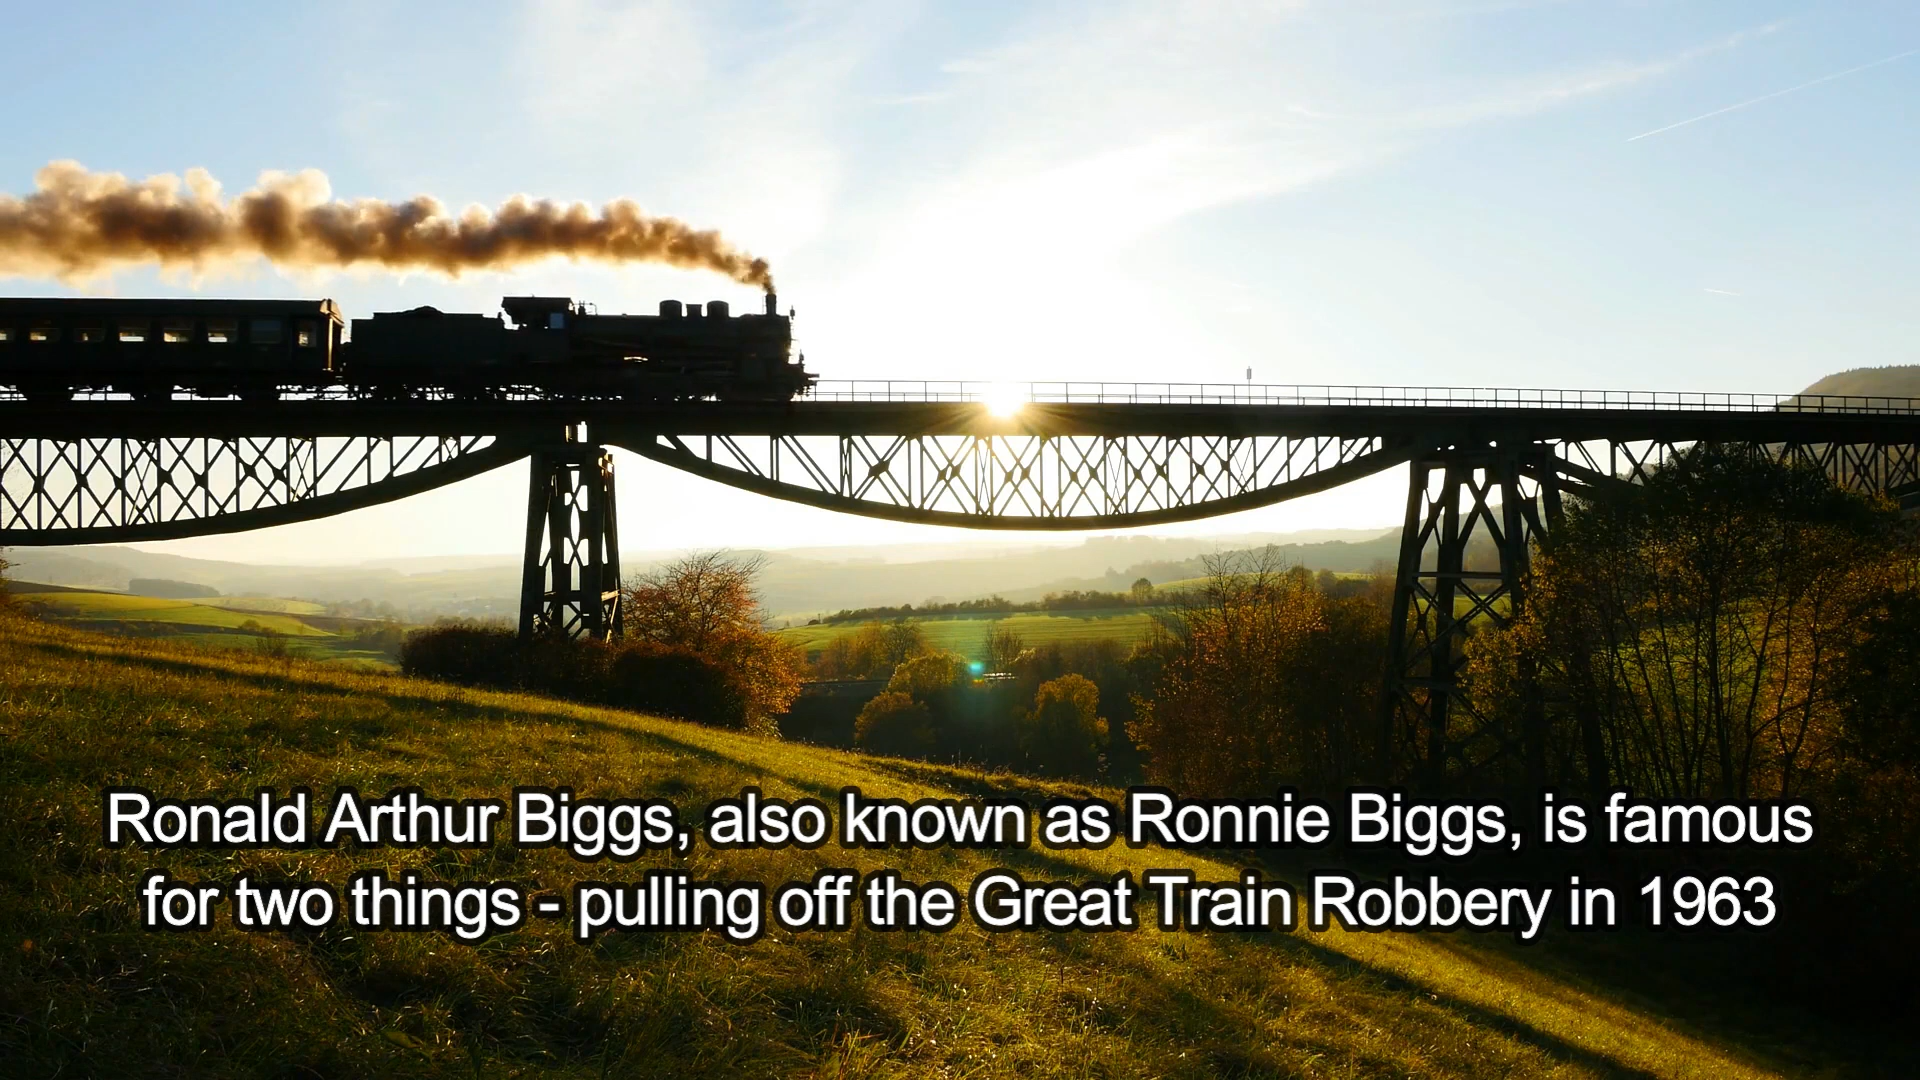 Ronald Arthur Biggs, also known as Ronnie Biggs, is famous
for two things - pulling off the Great Train Robbery in 1963